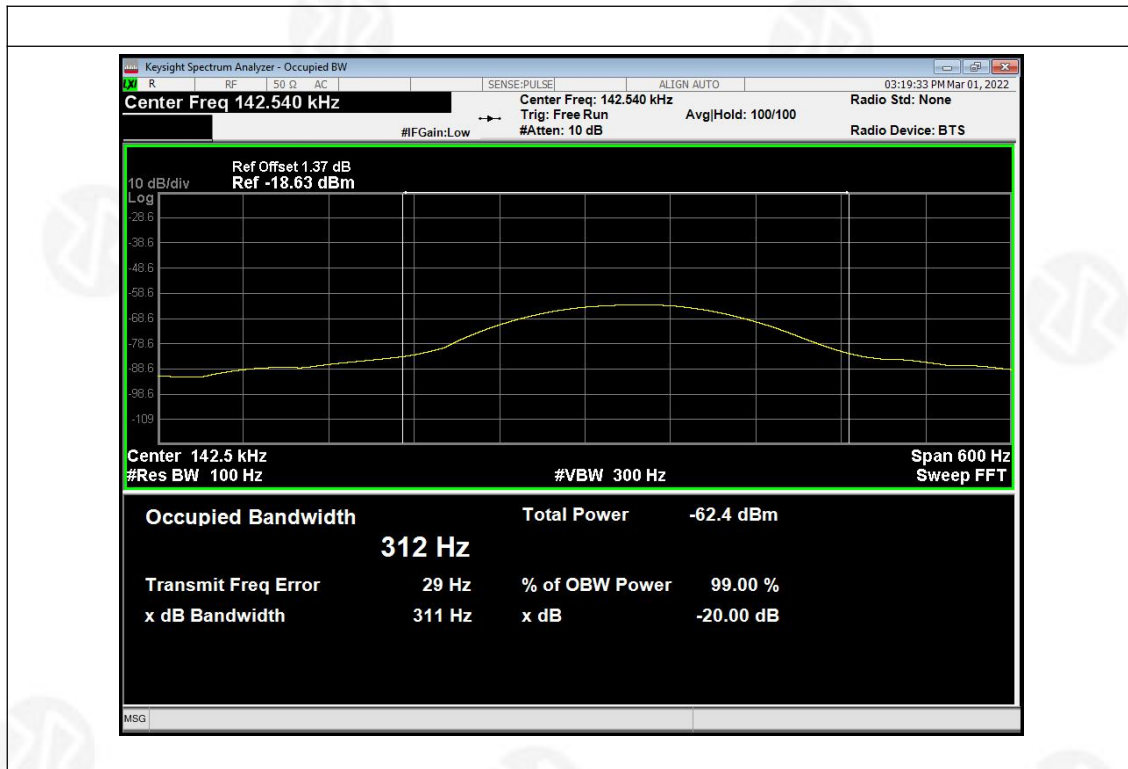 Keysight Spectrum Analyzer - Occupied BW
LXI R RF 50 Ω AC SENSE:PULSE ALIGN AUTO 03:19:33 PM Mar 01, 2022
Center Freq 142.540 kHz Center Freq: 142.540 kHz Radio Std: None
Trig: Free Run Avg|Hold: 100/100
#IFGain:Low #Atten: 10 dB Radio Device: BTS
Ref Offset 1.37 dB
10 dB/div Ref -18.63 dBm
Log
-28.6
-38.6
-48.6
-58.6
-68.6
-78.6
-88.6
-98.6
-109
Center 142.5 kHz Span 600 Hz
#Res BW 100 Hz #VBW 300 Hz Sweep FFT
Occupied Bandwidth Total Power -62.4 dBm
312 Hz
Transmit Freq Error 29 Hz % of OBW Power 99.00 %
x dB Bandwidth 311 Hz x dB -20.00 dB
MSG